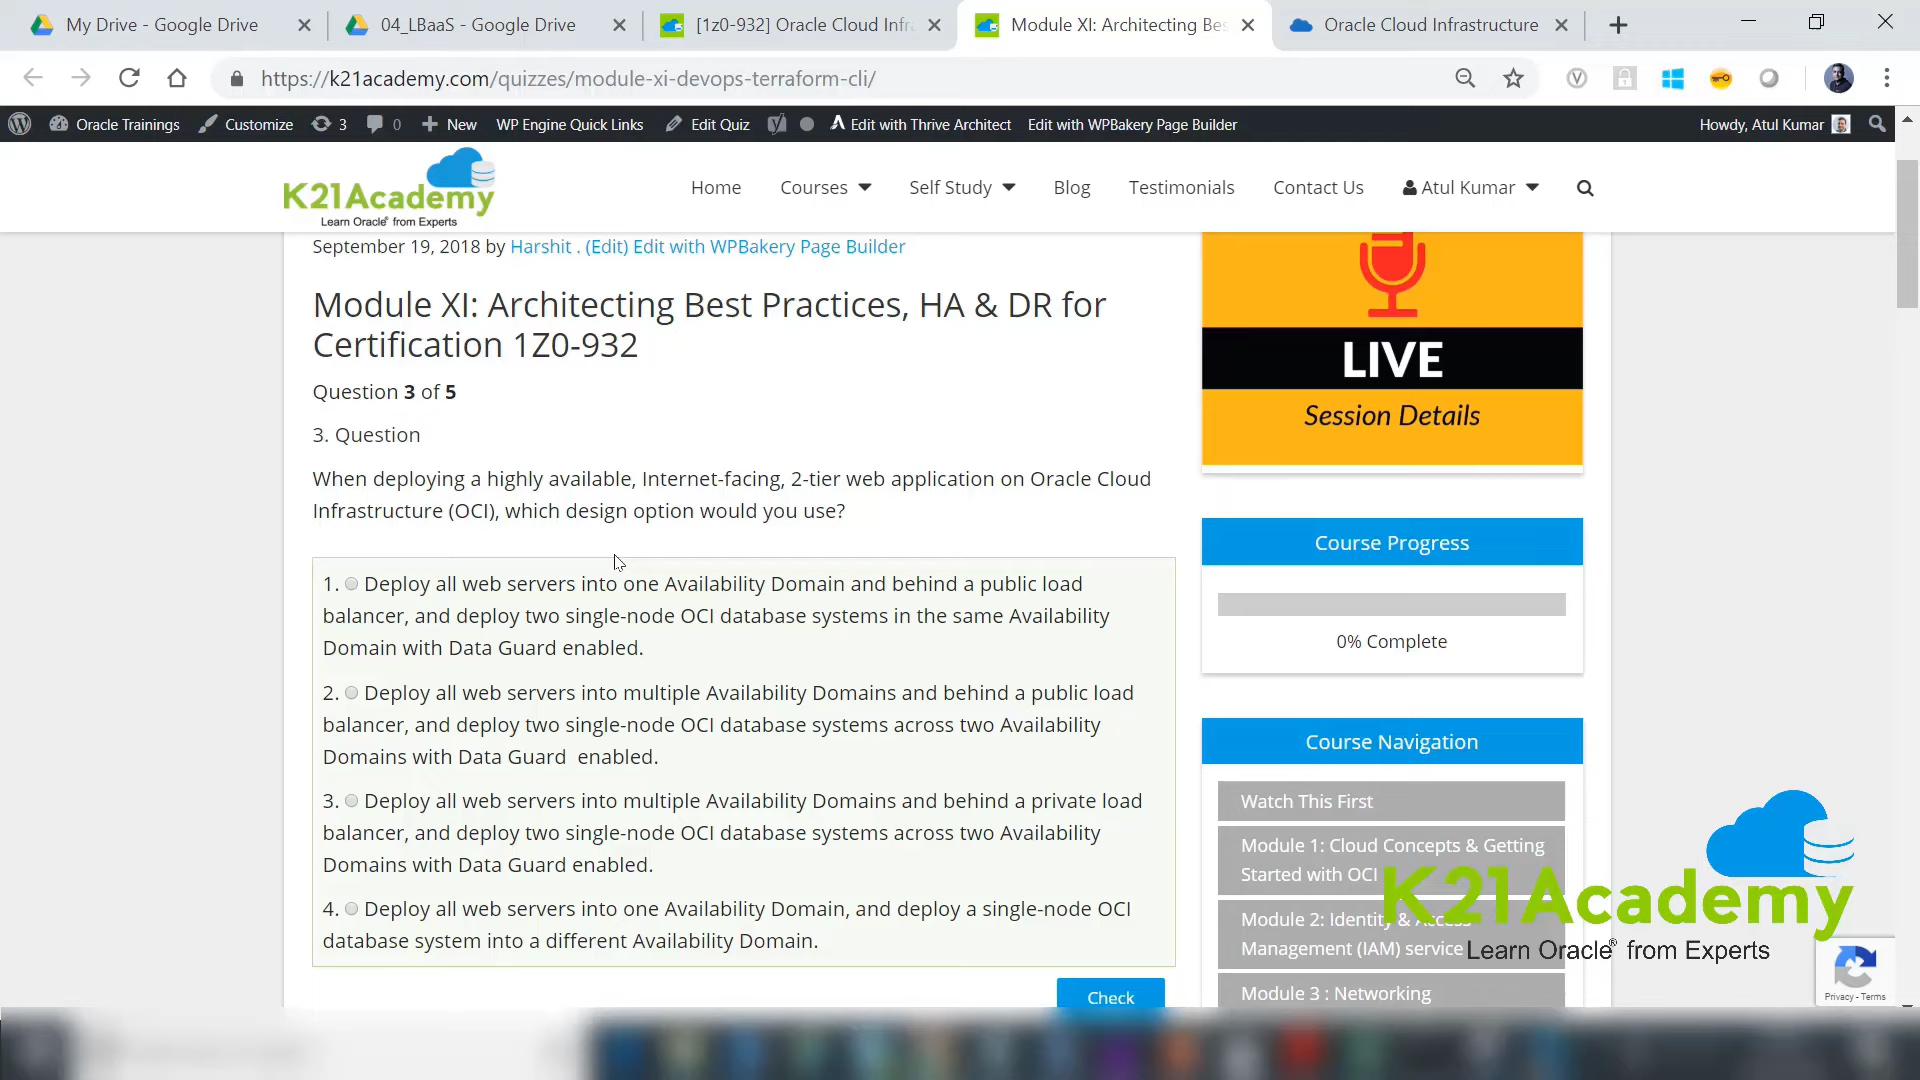 My Drive - Google Drive
04_LBaaS - Google Drive
[1z0-932] Oracle Cloud Infr
Module XI: Architecting Bes
Oracle Cloud Infrastructure
https://k21academy.com/quizzes/module-xi-devops-terraform-cli/
Oracle Trainings
Customize
3
0
New
WP Engine Quick Links
Edit Quiz
Edit with Thrive Architect
Edit with WPBakery Page Builder
Howdy, Atul Kumar
K21Academy
Learn Oracle® from Experts
Home
Courses
Self Study
Blog
Testimonials
Contact Us
Atul Kumar
September 19, 2018 by Harshit . (Edit) Edit with WPBakery Page Builder
Module XI: Architecting Best Practices, HA & DR for
Certification 1Z0-932
Question 3 of 5
3. Question
When deploying a highly available, Internet-facing, 2-tier web application on Oracle Cloud
Infrastructure (OCI), which design option would you use?
1. Deploy all web servers into one Availability Domain and behind a public load
balancer, and deploy two single-node OCI database systems in the same Availability
Domain with Data Guard enabled.
2. Deploy all web servers into multiple Availability Domains and behind a public load
balancer, and deploy two single-node OCI database systems across two Availability
Domains with Data Guard  enabled.
3. Deploy all web servers into multiple Availability Domains and behind a private load
balancer, and deploy two single-node OCI database systems across two Availability
Domains with Data Guard enabled.
4. Deploy all web servers into one Availability Domain, and deploy a single-node OCI
database system into a different Availability Domain.
Check
LIVE
Session Details
Course Progress
0% Complete
Course Navigation
Watch This First
Module 1: Cloud Concepts & Getting
Started with OCI
Module 2: Identity & Access
Management (IAM) service
Module 3 : Networking
K21Academy
Learn Oracle® from Experts
Privacy - Terms